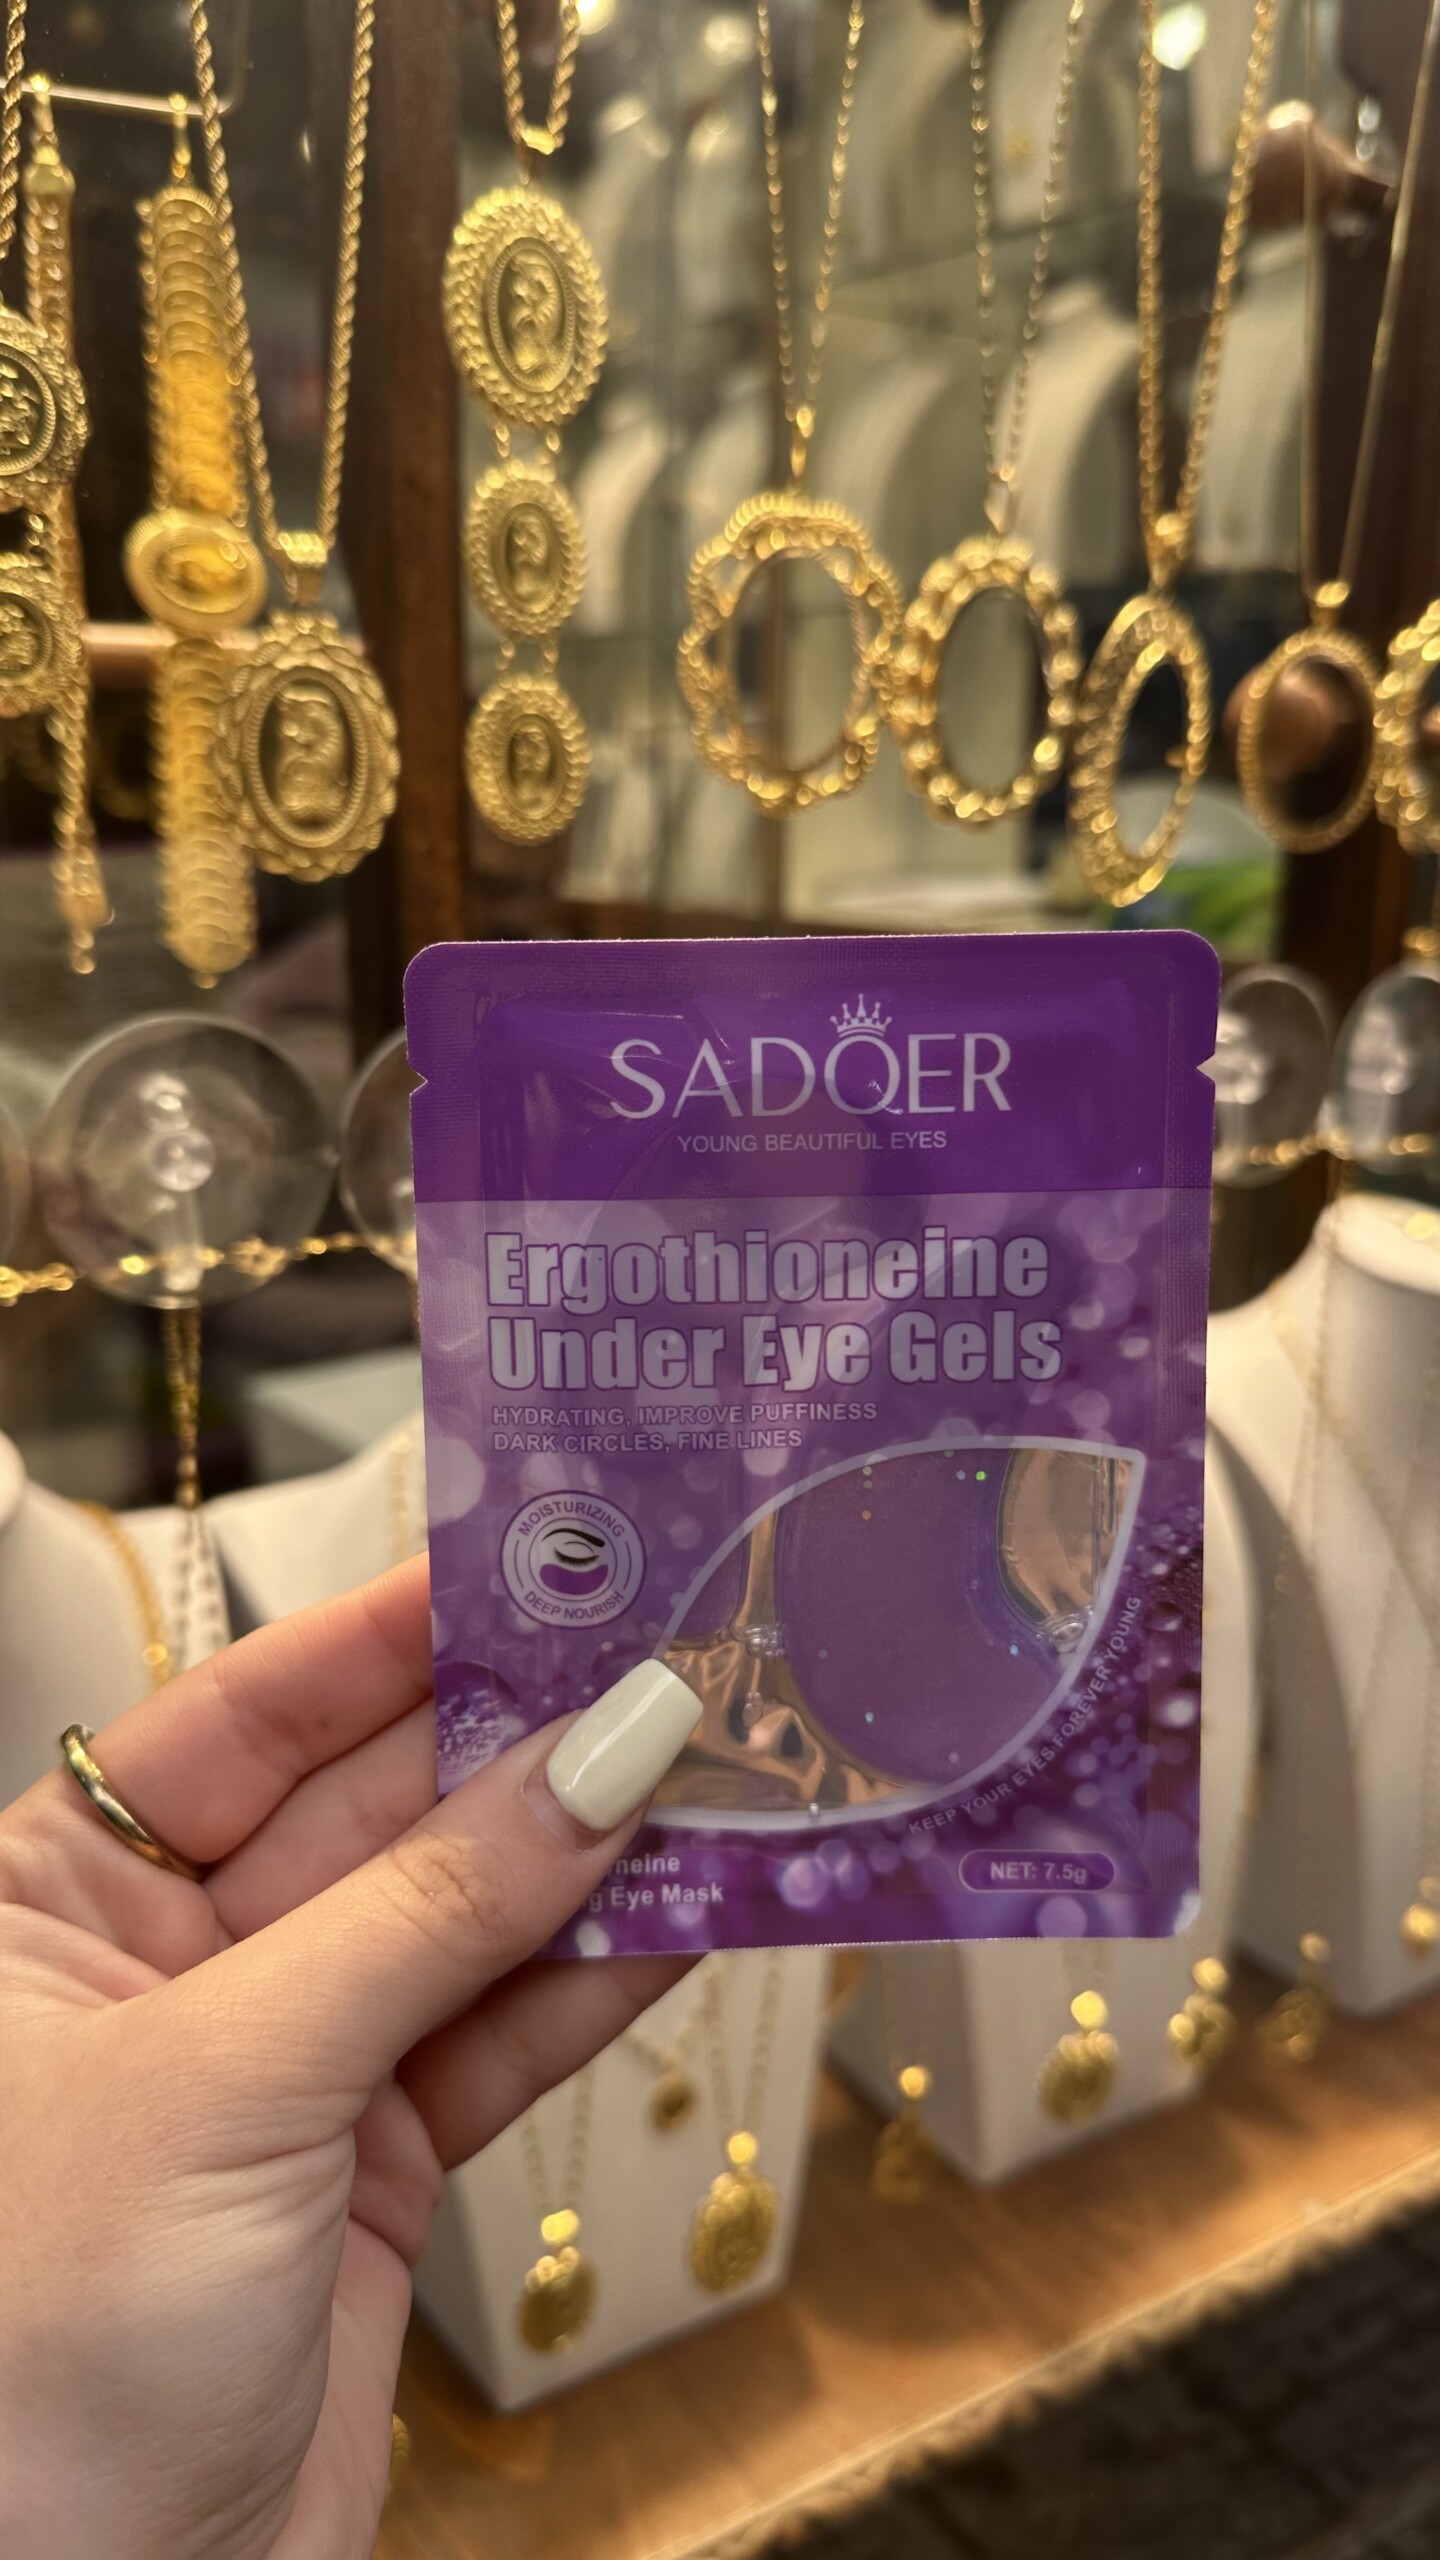 SADOER
YOUNG BEAUTIFUL EYES
Ergothioneine
Under Eye Gels
HYDRATING, IMPROVE PUFFINESS
DARK CIRCLES, FINE LINES
MOISTURIZING
DEEP NOURISH
KEEP YOUR EYES FOREVER YOUNG
neine
g Eye Mask
NET: 7.5g